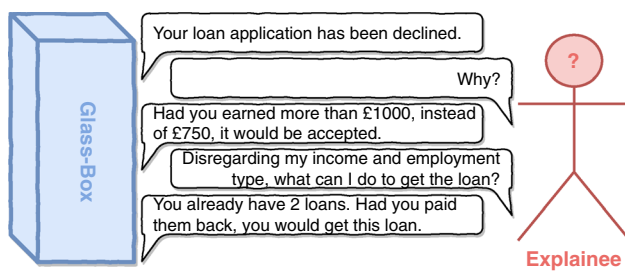 Glass-Box
Your loan application has been declined.
Why?
Had you earned more than £1000, instead
of £750, it would be accepted.
Disregarding my income and employment
type, what can I do to get the loan?
You already have 2 loans. Had you paid
them back, you would get this loan.
?
Explainee